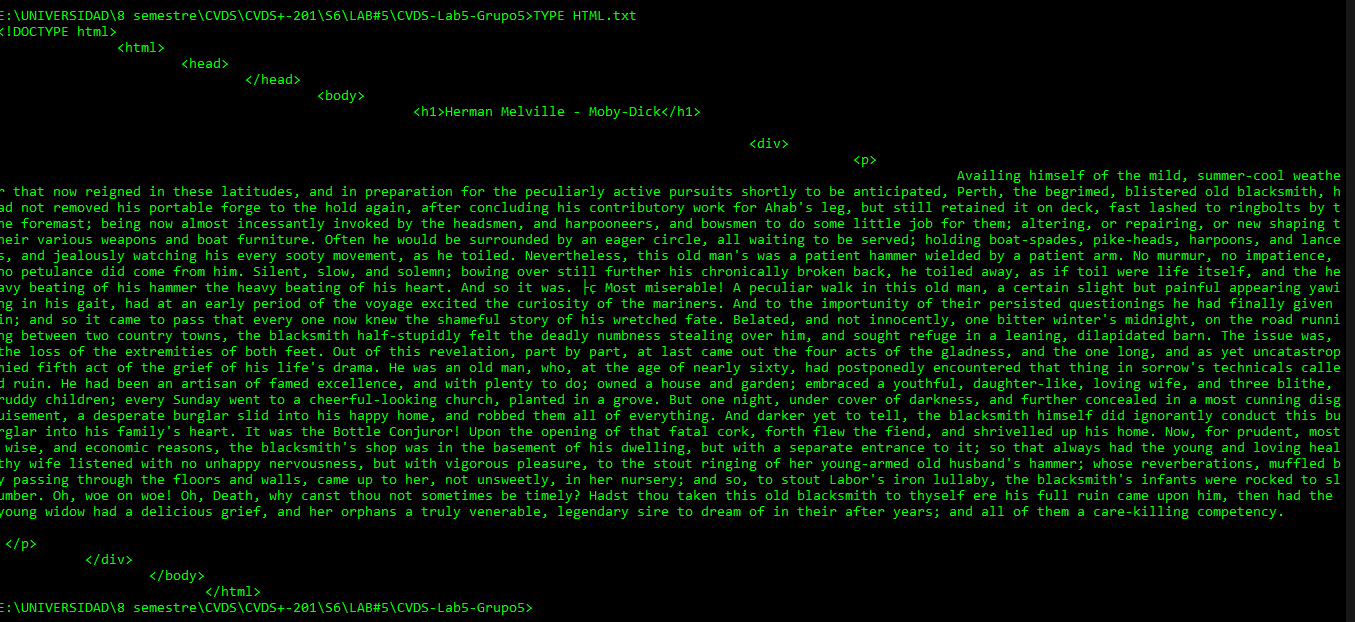 E:\UNIVERSIDAD\8 semestre\CVDS\CVDS+-201\S6\LAB#5\CVDS-Lab5-Grupo5>TYPE HTML.txt
<!DOCTYPE html>
<html>
<head>
</head>
<body>
<h1>Herman Melville - Moby-Dick</h1>
<div>
<p>
Availing himself of the mild, summer-cool weathe
r that now reigned in these latitudes, and in preparation for the peculiarly active pursuits shortly to be anticipated, Perth, the begrimed, blistered old blacksmith, h
ad not removed his portable forge to the hold again, after concluding his contributory work for Ahab's leg, but still retained it on deck, fast lashed to ringbolts by t
he foremast; being now almost incessantly invoked by the headsmen, and harpooneers, and bowsmen to do some little job for them; altering, or repairing, or new shaping t
heir various weapons and boat furniture. Often he would be surrounded by an eager circle, all waiting to be served; holding boat-spades, pike-heads, harpoons, and lance
s, and jealously watching his every sooty movement, as he toiled. Nevertheless, this old man's was a patient hammer wielded by a patient arm. No murmur, no impatience,
no petulance did come from him. Silent, slow, and solemn; bowing over still further his chronically broken back, he toiled away, as if toil were life itself, and the he
avy beating of his hammer the heavy beating of his heart. And so it was. ├ç Most miserable! A peculiar walk in this old man, a certain slight but painful appearing yawi
ng in his gait, had at an early period of the voyage excited the curiosity of the mariners. And to the importunity of their persisted questionings he had finally given
in; and so it came to pass that every one now knew the shameful story of his wretched fate. Belated, and not innocently, one bitter winter's midnight, on the road runni
ng between two country towns, the blacksmith half-stupidly felt the deadly numbness stealing over him, and sought refuge in a leaning, dilapidated barn. The issue was,
the loss of the extremities of both feet. Out of this revelation, part by part, at last came out the four acts of the gladness, and the one long, and as yet uncatastrop
hied fifth act of the grief of his life's drama. He was an old man, who, at the age of nearly sixty, had postponedly encountered that thing in sorrow's technicals calle
d ruin. He had been an artisan of famed excellence, and with plenty to do; owned a house and garden; embraced a youthful, daughter-like, loving wife, and three blithe,
ruddy children; every Sunday went to a cheerful-looking church, planted in a grove. But one night, under cover of darkness, and further concealed in a most cunning disg
uisement, a desperate burglar slid into his happy home, and robbed them all of everything. And darker yet to tell, the blacksmith himself did ignorantly conduct this bu
rglar into his family's heart. It was the Bottle Conjuror! Upon the opening of that fatal cork, forth flew the fiend, and shrivelled up his home. Now, for prudent, most
wise, and economic reasons, the blacksmith's shop was in the basement of his dwelling, but with a separate entrance to it; so that always had the young and loving heal
thy wife listened with no unhappy nervousness, but with vigorous pleasure, to the stout ringing of her young-armed old husband's hammer; whose reverberations, muffled b
y passing through the floors and walls, came up to her, not unsweetly, in her nursery; and so, to stout Labor's iron lullaby, the blacksmith's infants were rocked to sl
umber. Oh, woe on woe! Oh, Death, why canst thou not sometimes be timely? Hadst thou taken this old blacksmith to thyself ere his full ruin came upon him, then had the
young widow had a delicious grief, and her orphans a truly venerable, legendary sire to dream of in their after years; and all of them a care-killing competency.
</p>
</div>
</body>
</html>
E:\UNIVERSIDAD\8 semestre\CVDS\CVDS+-201\S6\LAB#5\CVDS-Lab5-Grupo5>